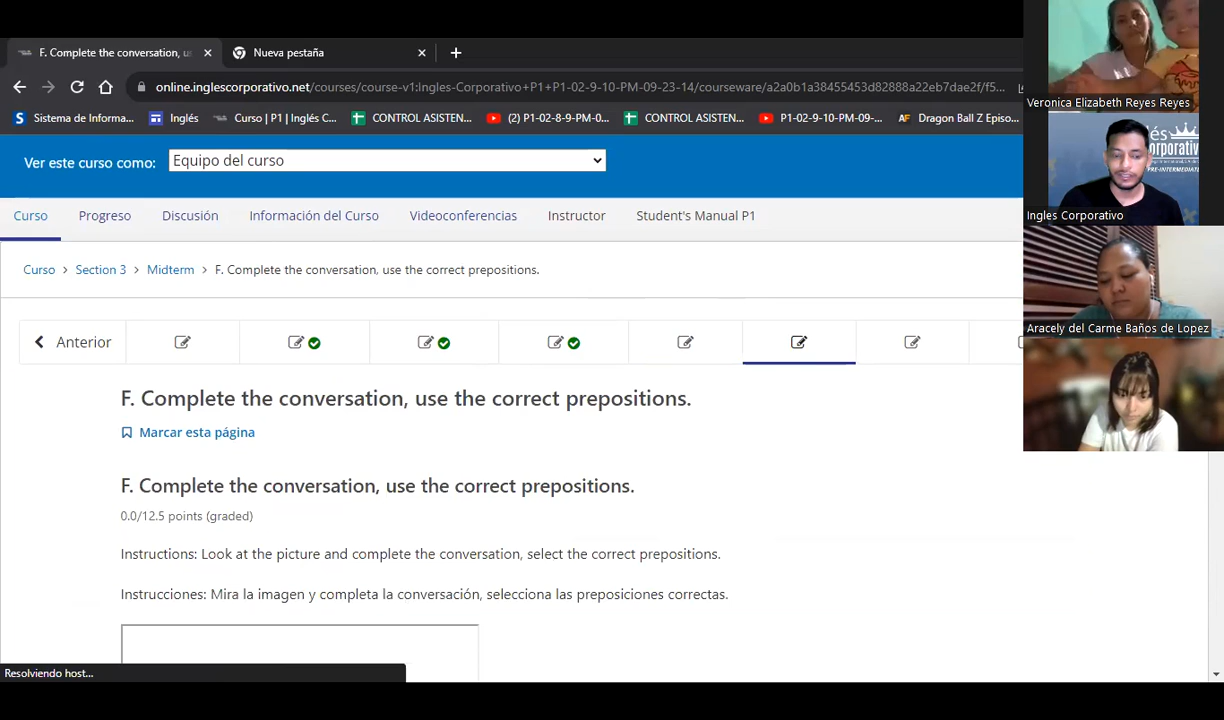 F. Complete the conversation, us
Nueva pestaña
online.inglescorporativo.net/courses/course-v1:Ingles-Corporativo+P1+P1-02-9-10-PM-09-23-14/courseware/a2a0b1a38455453d82888a22eb7dae2f/f5...
Sistema de Informa...
Inglés
Curso | P1 | Inglés C...
CONTROL ASISTEN...
(2) P1-02-8-9-PM-0...
CONTROL ASISTEN...
P1-02-9-10-PM-09-...
Dragon Ball Z Episo...
Ver este curso como:
Equipo del curso
Curso
Progreso
Discusión
Información del Curso
Videoconferencias
Instructor
Student's Manual P1
Curso > Section 3 > Midterm > F. Complete the conversation, use the correct prepositions.
Anterior
F. Complete the conversation, use the correct prepositions.
Marcar esta página
F. Complete the conversation, use the correct prepositions.
0.0/12.5 points (graded)
Instructions: Look at the picture and complete the conversation, select the correct prepositions.
Instrucciones: Mira la imagen y completa la conversación, selecciona las preposiciones correctas.
Resolviendo host...
Veronica Elizabeth Reyes Reyes
és
orporativ
PRE-INTERMEDIATE
Ingles Corporativo
Aracely del Carme Baños de Lopez